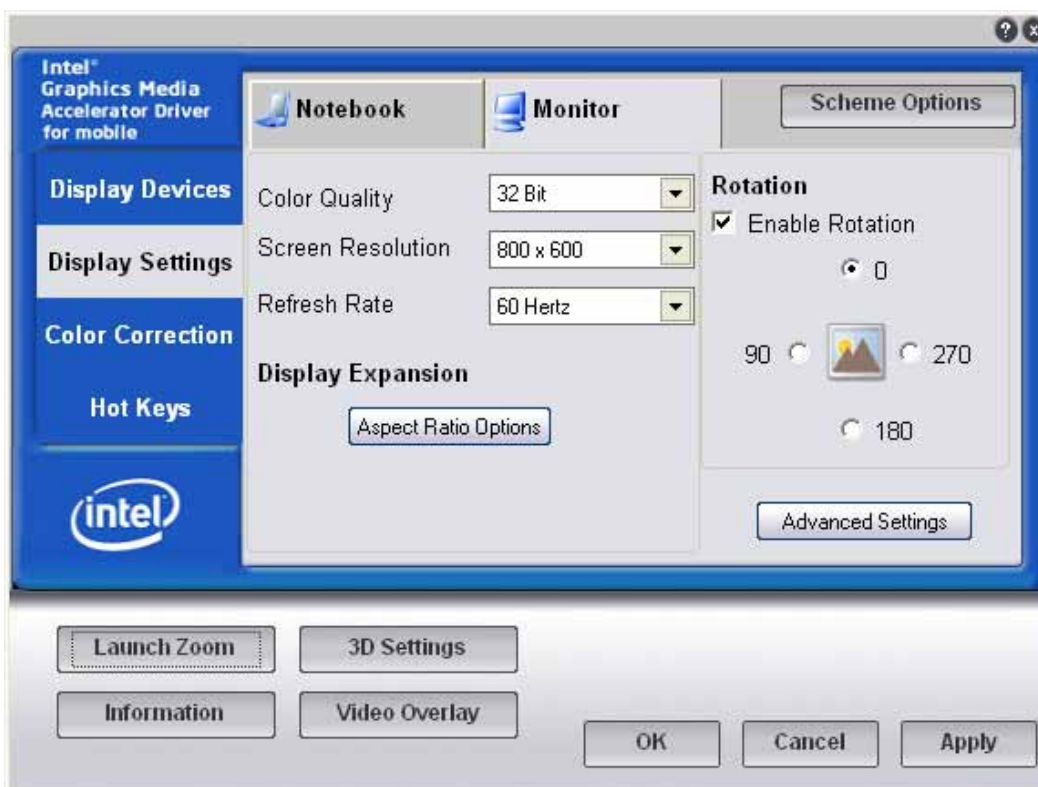 Intel®
Graphics Media
Accelerator Driver
for mobile
Display Devices
Display Settings
Color Correction
Hot Keys
intel
Notebook
Monitor
Scheme Options
Color Quality
32 Bit
Screen Resolution
800 x 600
Refresh Rate
60 Hertz
Display Expansion
Aspect Ratio Options
Rotation
Enable Rotation
0
90
270
180
Advanced Settings
Launch Zoom
3D Settings
Information
Video Overlay
OK
Cancel
Apply